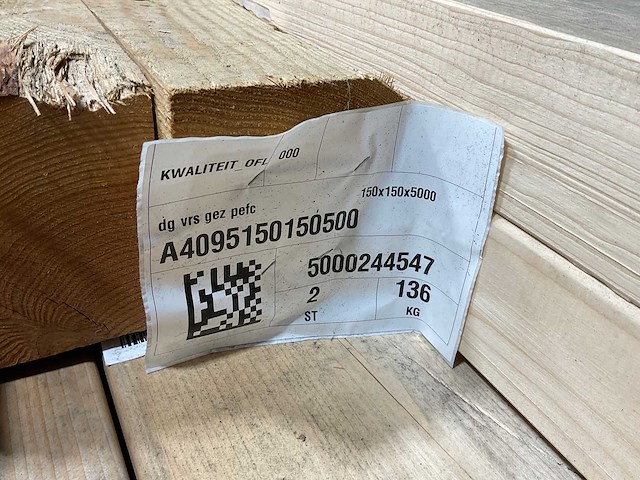 KWALITEIT_OFL 000
150x150x5000
dg vrs gez pefc
A4095150150500
5000244547
2 136
ST KG